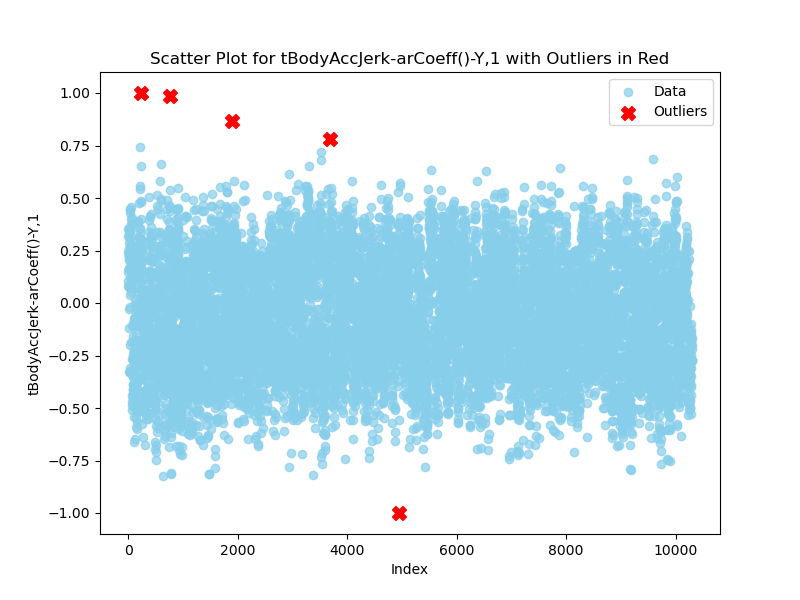 Scatter Plot for tBodyAccJerk-arCoeff()-Y,1 with Outliers in Red
Data
Outliers
tBodyAccJerk-arCoeff()-Y,1
1.00
0.75
0.50
0.25
0.00
−0.25
−0.50
−0.75
−1.00
0 2000 4000 6000 8000 10000
Index